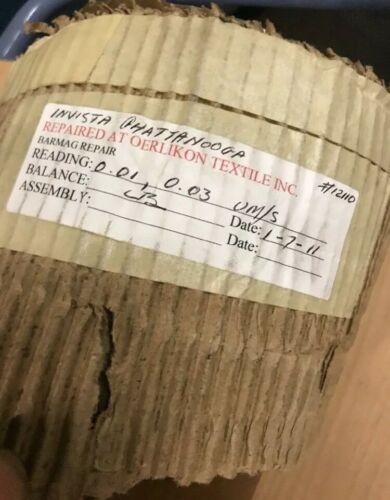 INVISTA CHATTANOOGA
REPAIRED AT OERLIKON TEXTILE INC.
#12110
BARMAG REPAIR
READING: 0.01, 0.03 UM/S
BALANCE: JB Date: 1-7-11
ASSEMBLY: Date: